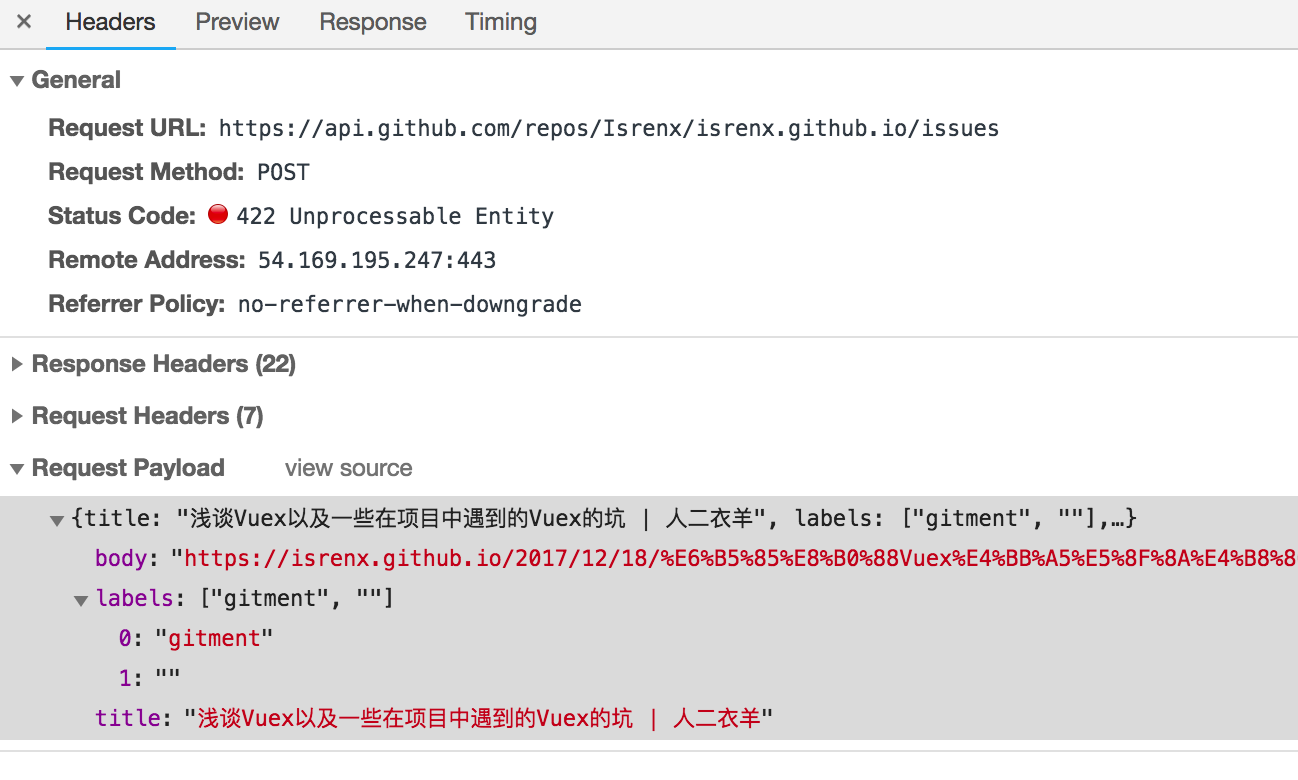 × Headers Preview Response Timing
▼ General
Request URL: https://api.github.com/repos/Isrenx/isrenx.github.io/issues
Request Method: POST
Status Code: 422 Unprocessable Entity
Remote Address: 54.169.195.247:443
Referrer Policy: no-referrer-when-downgrade
▶ Response Headers (22)
▶ Request Headers (7)
▼ Request Payload view source
▼ {title: "浅谈Vuex以及一些在项目中遇到的Vuex的坑 | 人二衣羊", labels: ["gitment", ""],…}
body: "https://isrenx.github.io/2017/12/18/%E6%B5%85%E8%B0%88Vuex%E4%BB%A5%E5%8F%8A%E4%B8%8
▼ labels: ["gitment", ""]
0: "gitment"
1: ""
title: "浅谈Vuex以及一些在项目中遇到的Vuex的坑 | 人二衣羊"